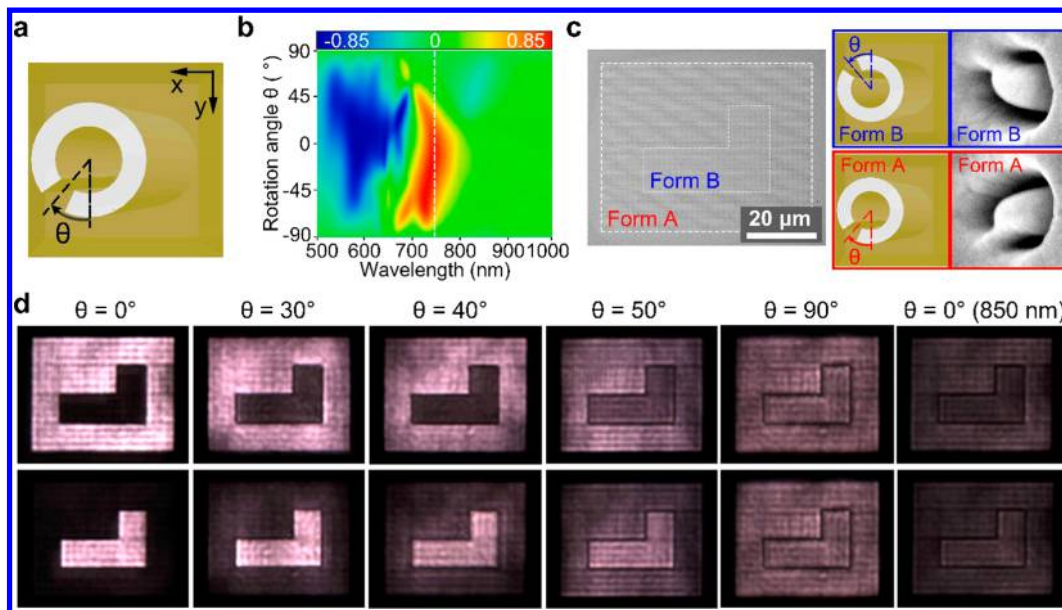 a
x
y
θ
b
-0.85 0 0.85
Rotation angle θ ( ° )
90
45
0
-45
-90
500 600 700 800 900 1000
Wavelength (nm)
c
Form B
Form A
20 μm
θ
Form B
Form B
Form A
θ
Form A
d
θ = 0° θ = 30° θ = 40° θ = 50° θ = 90° θ = 0° (850 nm)